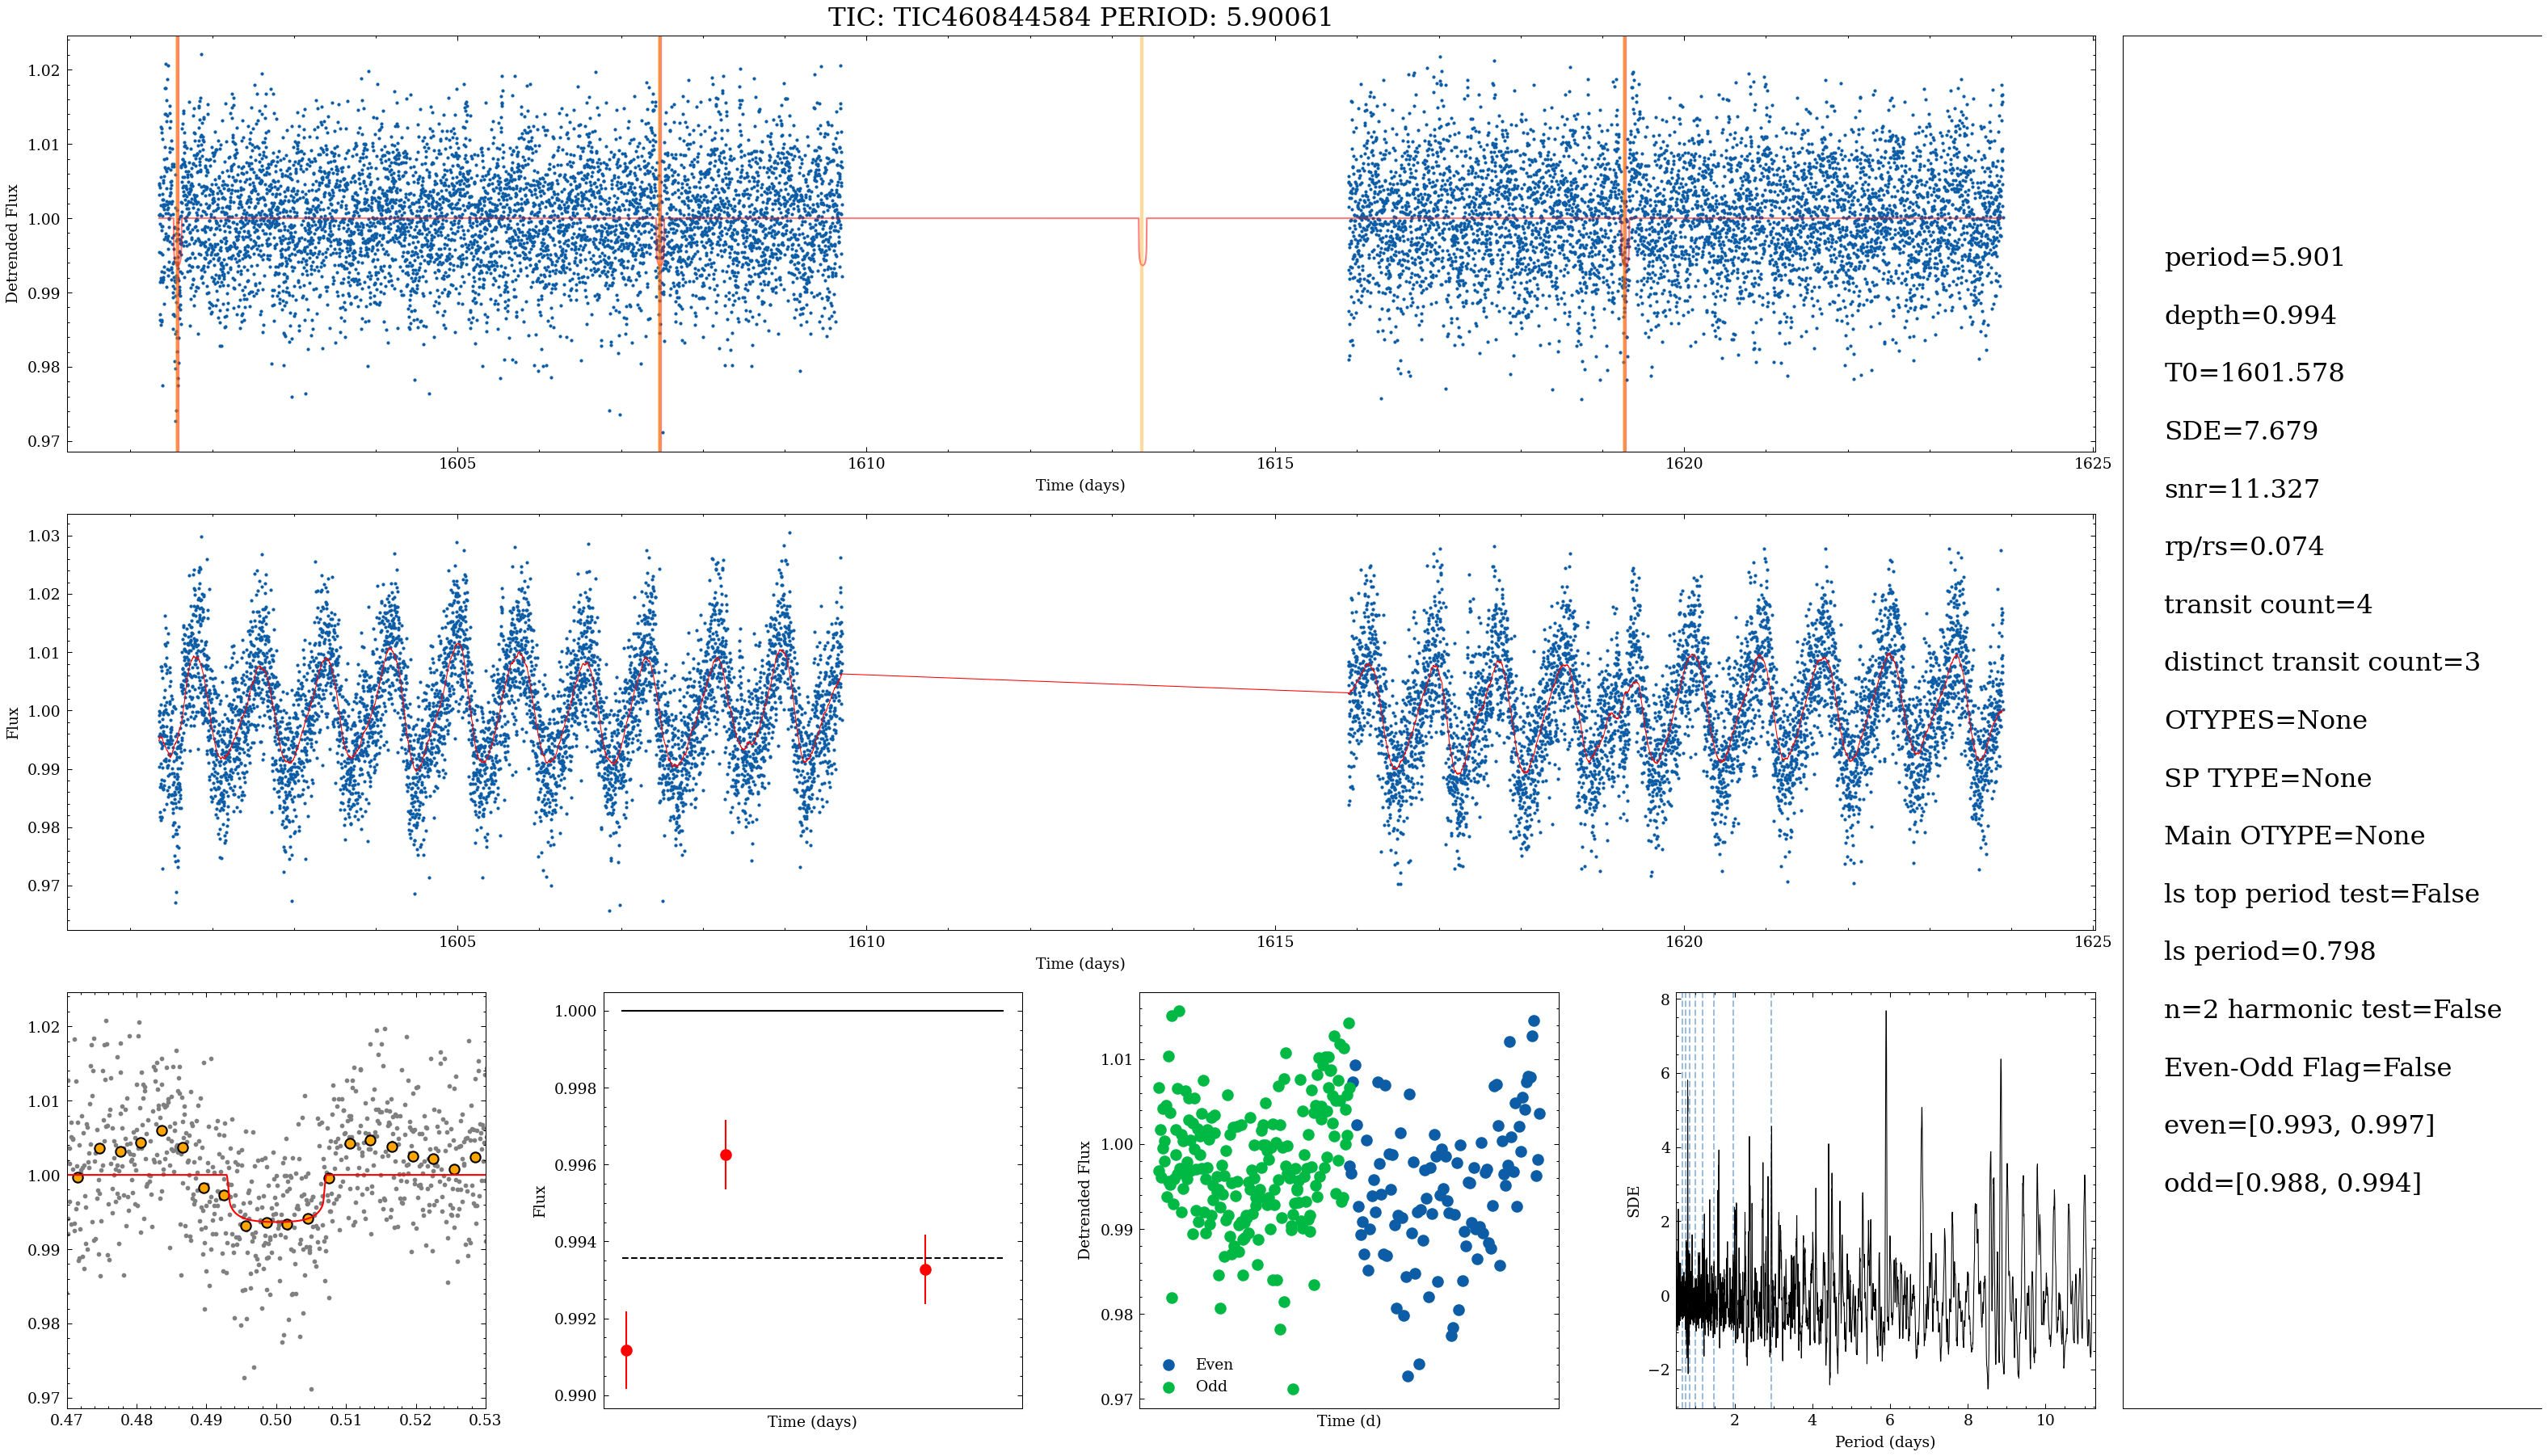 TIC: TIC460844584 PERIOD: 5.90061
1.02
1.01
1.00
0.99
0.98
0.97
Detrended Flux
1605
1610
1615
1620
1625
Time (days)
1.03
1.02
1.01
1.00
0.99
0.98
0.97
Flux
1605
1610
1615
1620
1625
Time (days)
1.02
1.01
1.00
0.99
0.98
0.97
0.47
0.48
0.49
0.50
0.51
0.52
0.53
1.000
0.998
0.996
0.994
0.992
0.990
Flux
Time (days)
1.01
1.00
0.99
0.98
0.97
Detrended Flux
Even
Odd
Time (d)
8
6
4
2
0
−2
SDE
2
4
6
8
10
Period (days)
period=5.901
depth=0.994
T0=1601.578
SDE=7.679
snr=11.327
rp/rs=0.074
transit count=4
distinct transit count=3
OTYPES=None
SP TYPE=None
Main OTYPE=None
ls top period test=False
ls period=0.798
n=2 harmonic test=False
Even-Odd Flag=False
even=[0.993, 0.997]
odd=[0.988, 0.994]